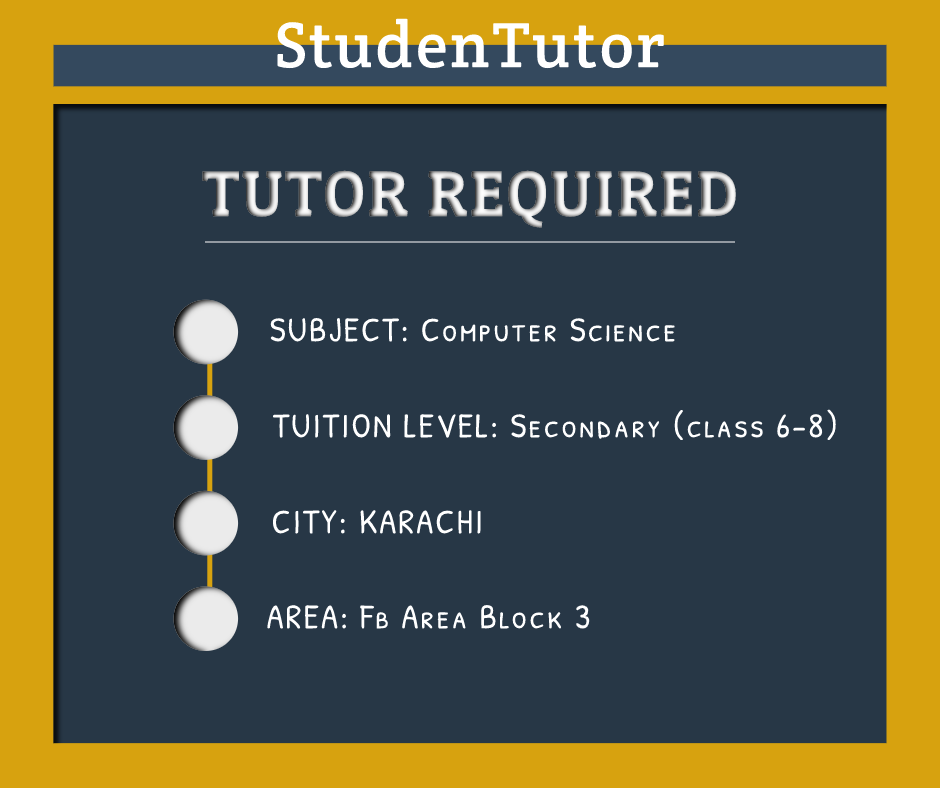 StudenTutor
TUTOR REQUIRED
SUBJECT: Computer Science
TUITION LEVEL: Secondary (class 6-8)
CITY: KARACHI
AREA: Fb Area Block 3